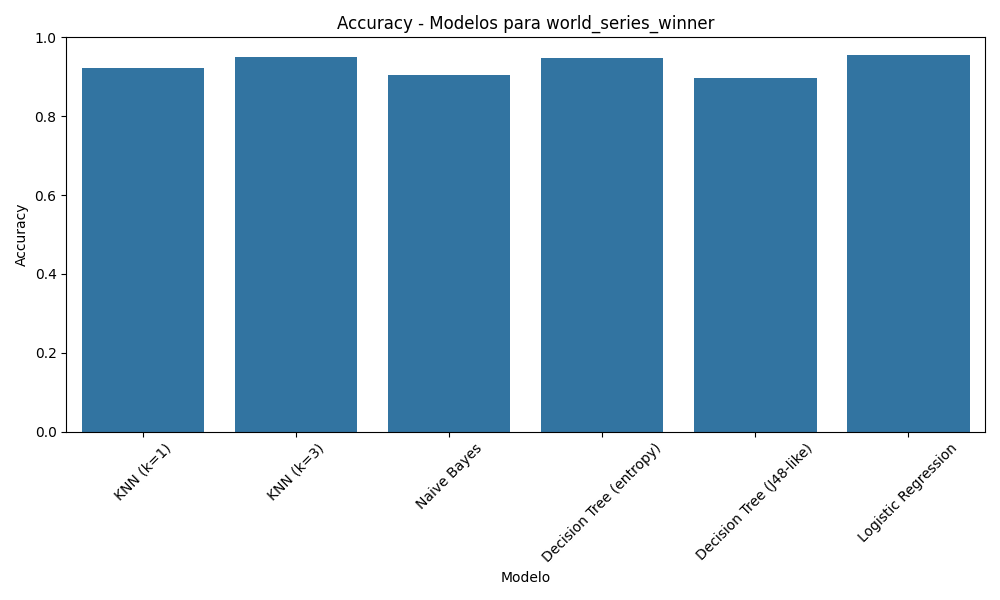 Accuracy - Modelos para world_series_winner
1.0
0.8
0.6
0.4
0.2
0.0
Accuracy
KNN (k=1)
KNN (k=3)
Naive Bayes
Decision Tree (entropy)
Decision Tree (J48-like)
Logistic Regression
Modelo